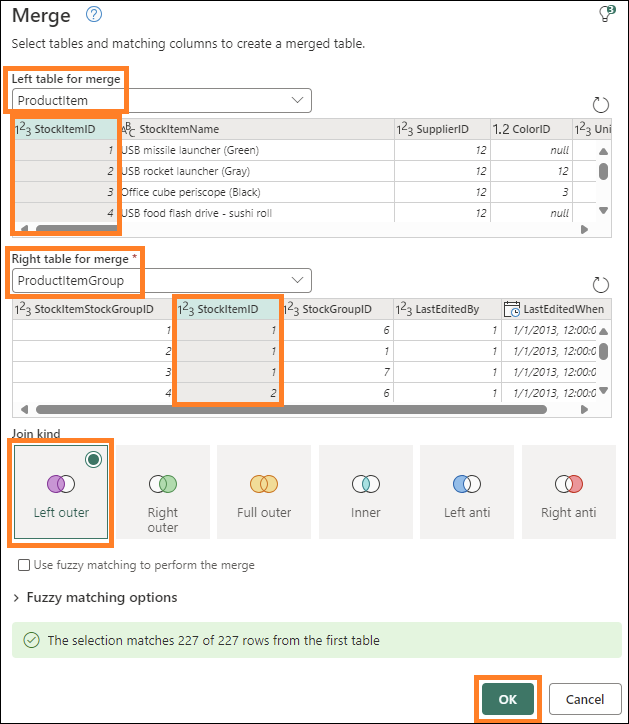 Merge ? 3
Select tables and matching columns to create a merged table.
Left table for merge
ProductItem
1²3 StockItemID ABC StockItemName 1²3 SupplierID 1.2 ColorID 1²3 Uni
1 USB missile launcher (Green) 12 null
2 USB rocket launcher (Gray) 12 12
3 Office cube periscope (Black) 12 3
4 USB food flash drive - sushi roll 12 null
Right table for merge *
ProductItemGroup
1²3 StockItemStockGroupID 1²3 StockItemID 1²3 StockGroupID 1²3 LastEditedBy LastEditedWhen
1 1 6 1 1/1/2013, 12:00:0
2 1 1 1 1/1/2013, 12:00:0
3 1 7 1 1/1/2013, 12:00:0
4 2 6 1 1/1/2013, 12:00:0
Join kind
Left outer
Right outer
Full outer
Inner
Left anti
Right anti
Use fuzzy matching to perform the merge
Fuzzy matching options
The selection matches 227 of 227 rows from the first table
OK Cancel